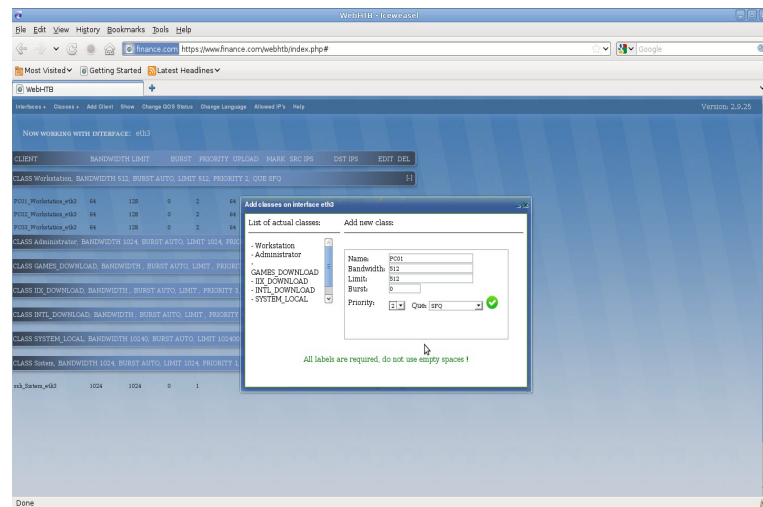 WebHTB - Iceweasel
File Edit View History Bookmarks Tools Help
finance.com https://www.finance.com/webhtb/index.php#
Google
Most Visited Getting Started Latest Headlines
WebHTB
Interfaces + Classes + Add Client Show Change QOS Status Change Language Allowed IP's Help
Version: 2.9.25
NOW WORKING WITH INTERFACE: eth3
CLIENT BANDWIDTH LIMIT BURST PRIORITY UPLOAD MARK SRC IPS DST IPS EDIT DEL
CLASS Workstation, BANDWIDTH 512, BURST AUTO, LIMIT 512, PRIORITY 2, QUE SFQ [-]
PC01_Workstation_eth3 64 128 0 2 64
PC02_Workstation_eth3 64 128 0 2 64
PC03_Workstation_eth3 64 128 0 2 64
CLASS Administrator, BANDWIDTH 1024, BURST AUTO, LIMIT 1024, PRIO
CLASS GAMES_DOWNLOAD, BANDWIDTH , BURST AUTO, LIMIT , PRIORIT
CLASS IIX_DOWNLOAD, BANDWIDTH , BURST AUTO, LIMIT , PRIORITY 3
CLASS INTL_DOWNLOAD, BANDWIDTH , BURST AUTO, LIMIT , PRIORITY
CLASS SYSTEM_LOCAL, BANDWIDTH 10240, BURST AUTO, LIMIT 102400
CLASS Sistem, BANDWIDTH 1024, BURST AUTO, LIMIT 1024, PRIORITY 1
ssh_Sistem_eth3 1024 1024 0 1
Add classes on interface eth3
List of actual classes:
- Workstation
- Administrator
-
GAMES_DOWNLOAD
- IIX_DOWNLOAD
- INTL_DOWNLOAD
- SYSTEM_LOCAL
Add new class:
Name: PC01
Bandwidth: 512
Limit: 512
Burst: 0
Priority: 2 Que: SFQ
All labels are required, do not use empty spaces !
Done